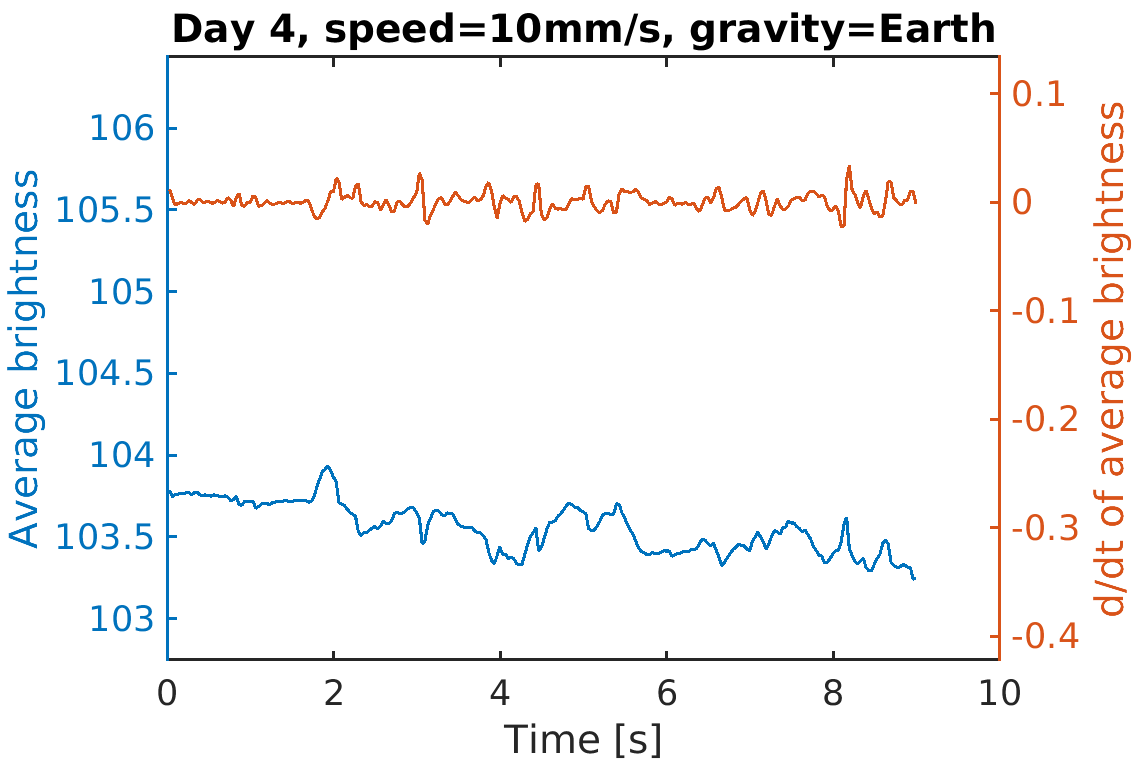 Day 4, speed=10mm/s, gravity=Earth
Average brightness
106
105.5
105
104.5
104
103.5
103
0.1
0
-0.1
-0.2
-0.3
-0.4
d/dt of average brightness
0 2 4 6 8 10
Time [s]